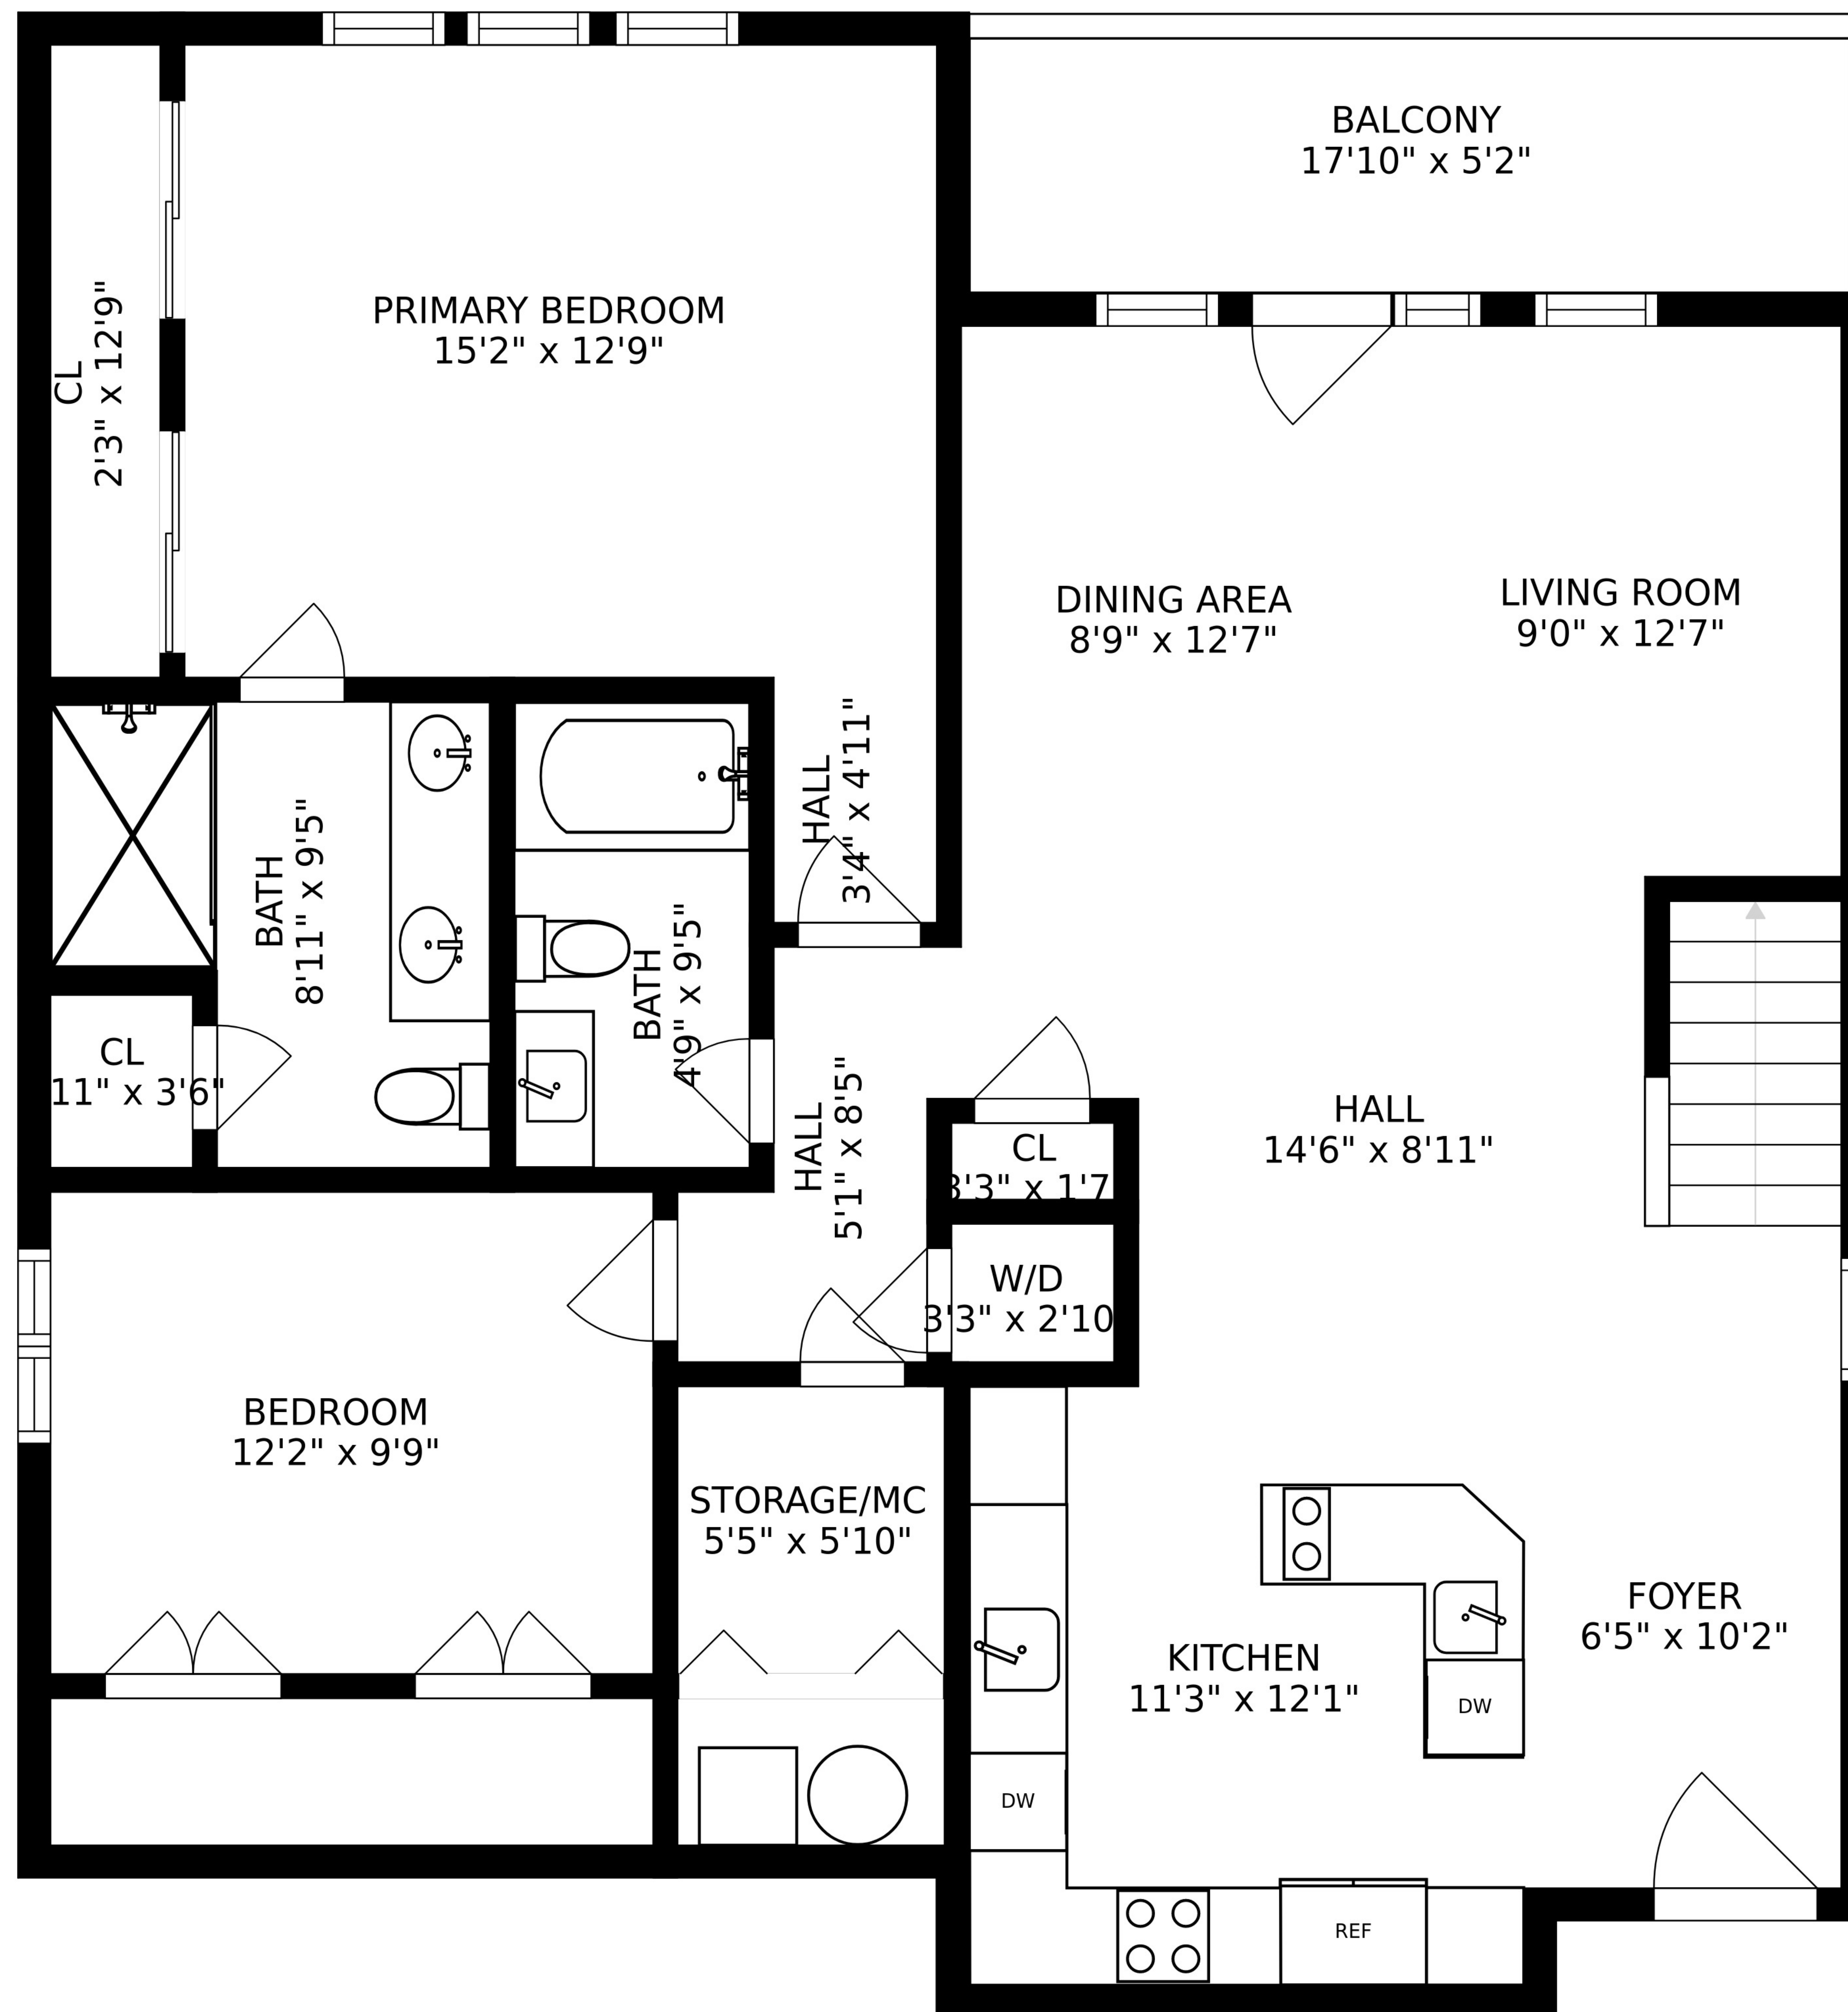 BALCONY
17'10" x 5'2"
PRIMARY BEDROOM
15'2" x 12'9"
CL
2'3" x 12'9"
DINING AREA
8'9" x 12'7"
LIVING ROOM
9'0" x 12'7"
HALL
3'4" x 4'11"
BATH
8'11" x 9'5"
BATH
4'9" x 9'5"
CL
11" x 3'6"
HALL
5'1" x 8'5"
CL
3'3" x 1'7
HALL
14'6" x 8'11"
W/D
3'3" x 2'10
BEDROOM
12'2" x 9'9"
STORAGE/MC
5'5" x 5'10"
FOYER
6'5" x 10'2"
KITCHEN
11'3" x 12'1"
DW
DW
REF